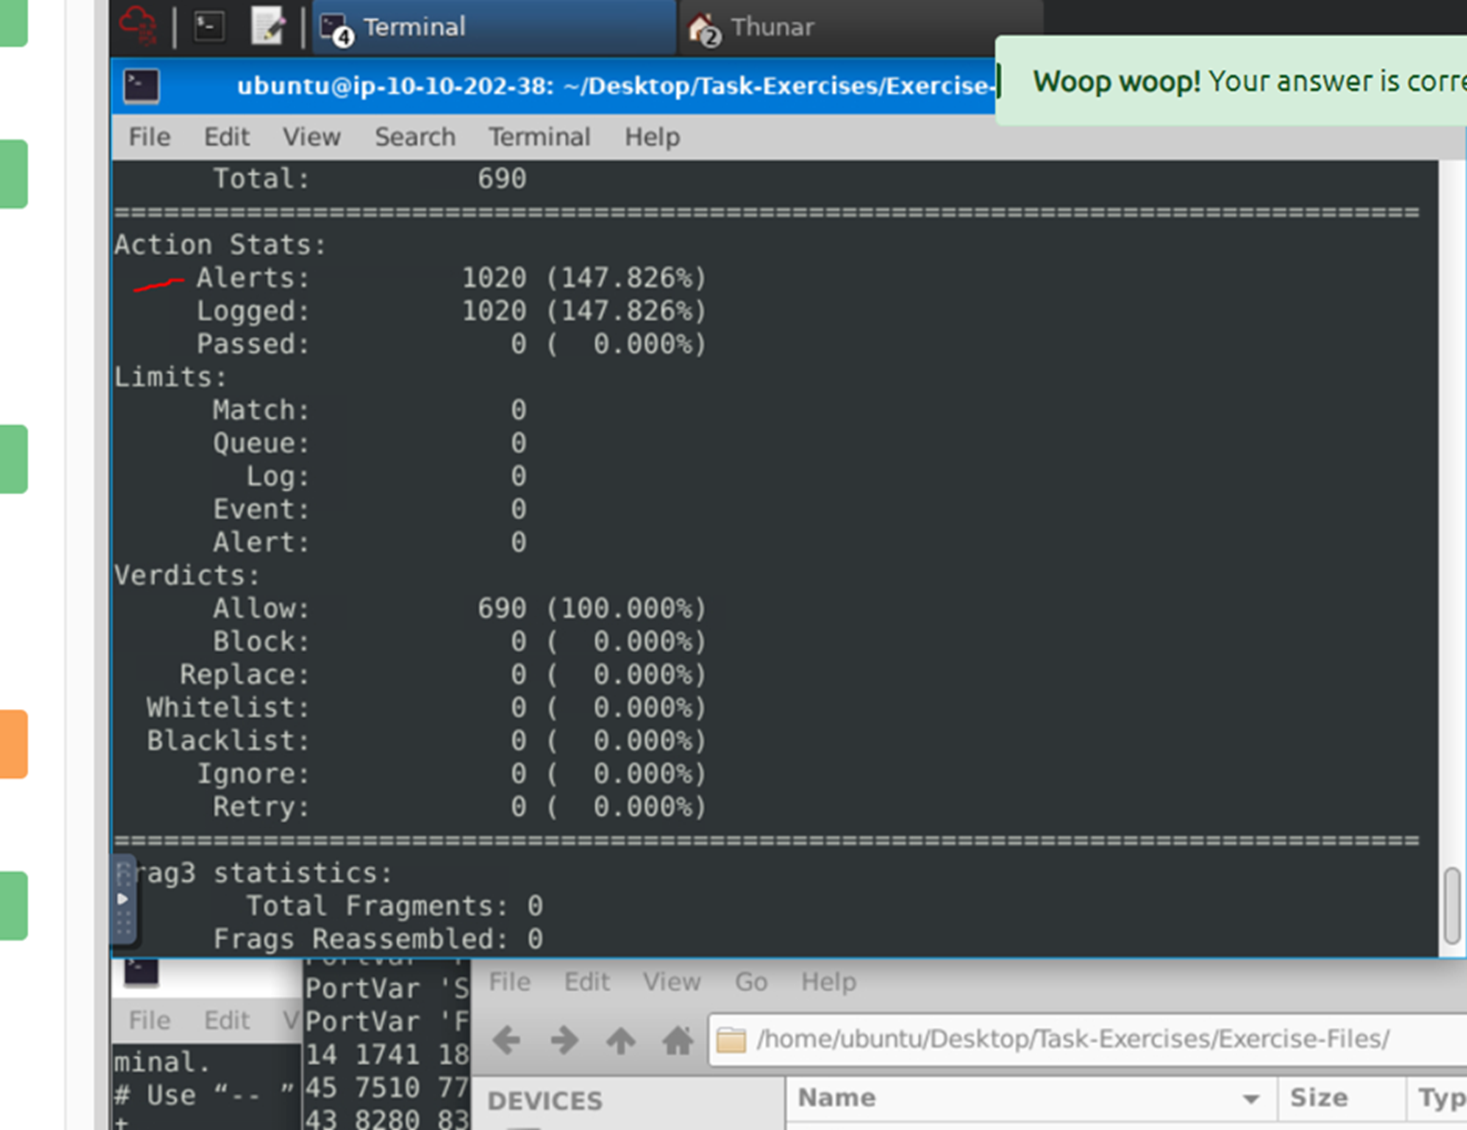 4 Terminal
2 Thunar
ubuntu@ip-10-10-202-38: ~/Desktop/Task-Exercises/Exercise-
Woop woop! Your answer is corre
File Edit View Search Terminal Help
Total: 690
================================================================================
Action Stats:
Alerts: 1020 (147.826%)
Logged: 1020 (147.826%)
Passed: 0 ( 0.000%)
Limits:
Match: 0
Queue: 0
Log: 0
Event: 0
Alert: 0
Verdicts:
Allow: 690 (100.000%)
Block: 0 ( 0.000%)
Replace: 0 ( 0.000%)
Whitelist: 0 ( 0.000%)
Blacklist: 0 ( 0.000%)
Ignore: 0 ( 0.000%)
Retry: 0 ( 0.000%)
================================================================================
Frag3 statistics:
Total Fragments: 0
Frags Reassembled: 0
File Edit V
minal.
# Use “-- ”
PortVar 'S
PortVar 'F
14 1741 18
45 7510 77
43 8280 83
File Edit View Go Help
/home/ubuntu/Desktop/Task-Exercises/Exercise-Files/
DEVICES
Name Size Typ